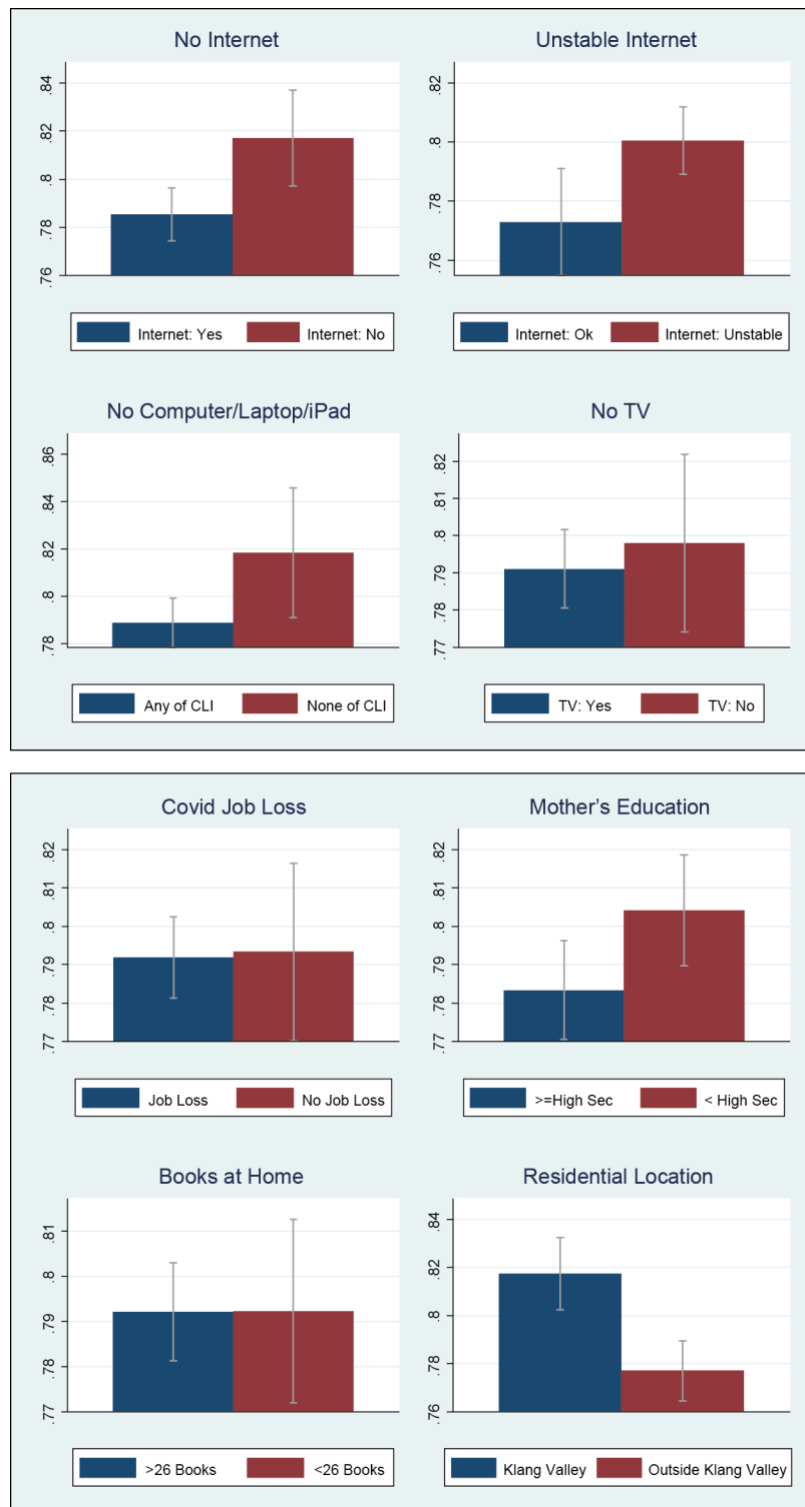 No Internet
.84
.82
.8
.78
.76
Internet: Yes
Internet: No
Unstable Internet
.82
.8
.78
.76
Internet: Ok
Internet: Unstable
No Computer/Laptop/iPad
.86
.84
.82
.8
.78
Any of CLI
None of CLI
No TV
.82
.81
.8
.79
.78
.77
TV: Yes
TV: No
Covid Job Loss
.82
.81
.8
.79
.78
.77
Job Loss
No Job Loss
Mother’s Education
.82
.81
.8
.79
.78
.77
>=High Sec
< High Sec
Books at Home
.81
.8
.79
.78
.77
>26 Books
<26 Books
Residential Location
.84
.82
.8
.78
.76
Klang Valley
Outside Klang Valley